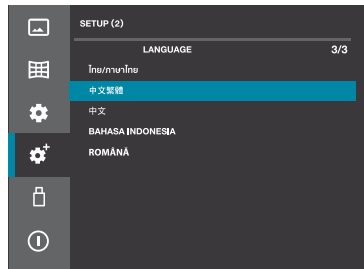 SETUP (2)
LANGUAGE 3/3
ไทย/ภาษาไทย
中文繁體
中文
BAHASA INDONESIA
ROMÂNĂ